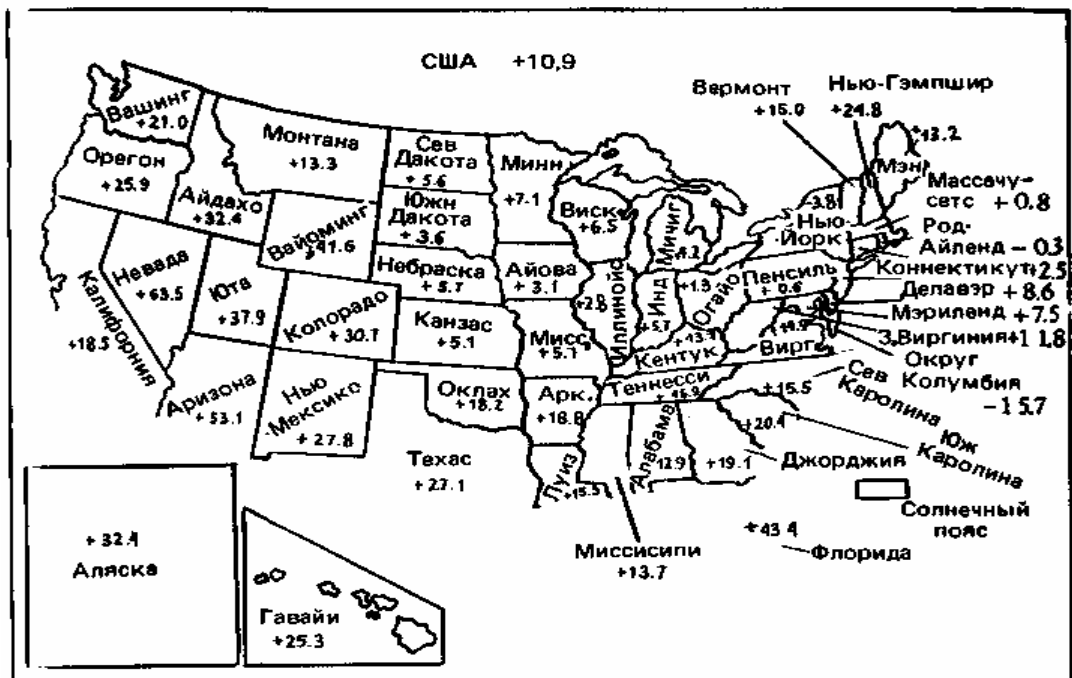 США +10,9
Вермонт
+15.0
Нью-Гэмпшир
+24.8
Вашинг
+21.0
Монтана
+13.3
Сев
Дакота
+5.6
Минн
+7.1
+13.2
Мэн
Орегон
+25.9
Айдахо
+32.4
Вайоминг
+41.6
Южн
Дакота
+3.6
Виск
+6.5
Мичиг
-3.8
Нью-
Йорк
Массачу-
сетс +0.8
Род-
Айленд -0.3
Невада
+63.5
Юта
+37.9
Небраска
+5.7
Айова
+3.1
Иллинойс
Инд
+5.7
+1.3
Огайо
Пенсиль
+0.6
Коннектикут+2.5
Делавэр +8.6
Мэриленд +7.5
З.Виргиния+11.8
Округ
Колумбия
-15.7
Калифорния
+18.5
Колорадо
+30.7
Канзас
+5.1
Мисс
+5.1
Кентук
Вирг
Теннесси
Сев
Каролина
+15.5
Юж
Каролина
+20.4
Аризона
+53.1
Нью
Мексико
+27.8
Оклах
+18.2
Арк.
+18.8
Техас
+27.1
Луиз
+15.5
Алабама
+19.1
Джорджия
Солнечный
пояс
Миссисипи
+13.7
+43.4
Флорида
+32.4
Аляска
Гавайи
+25.3